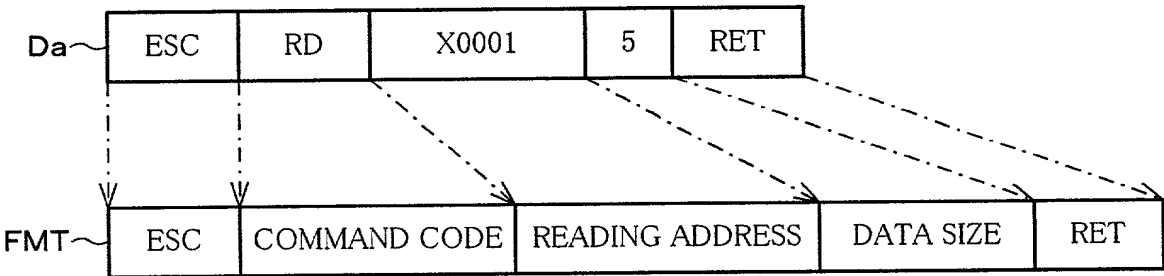 Da ESC RD X0001 5 RET
FMT ESC COMMAND CODE READING ADDRESS DATA SIZE RET